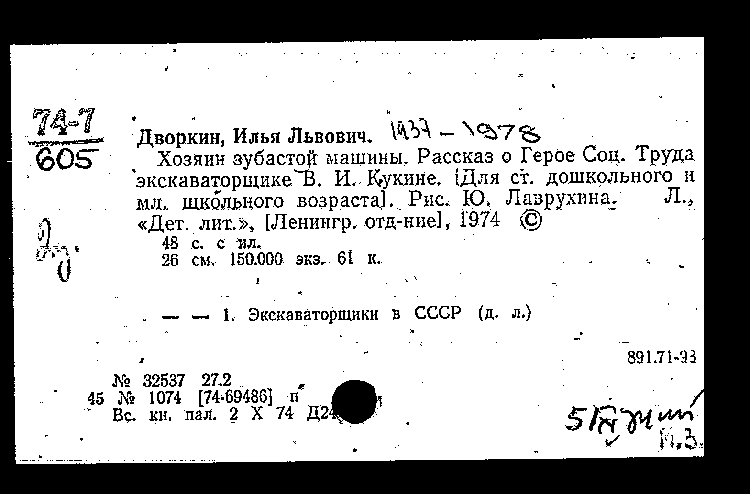 74-7
605
Дворкин, Илья Львович. 1937 – 1978
Хозяин зубастой машины. Рассказ о Герое Соц. Труда
экскаваторщике В. И. Кукине. [Для ст. дошкольного и
мл. школьного возраста]. Рис. Ю. Лаврухина. Л.,
«Дет. лит.», [Ленингр. отд-ние], 1974 ©
48 с. с ил.
26 см. 150.000 экз. 61 к.
— — 1. Экскаваторщики в СССР (д. л.)
891.71-93
№ 32537 27.2
45 № 1074 [74-69486] п
Вс. кн. пал. 2 X 74 Д24